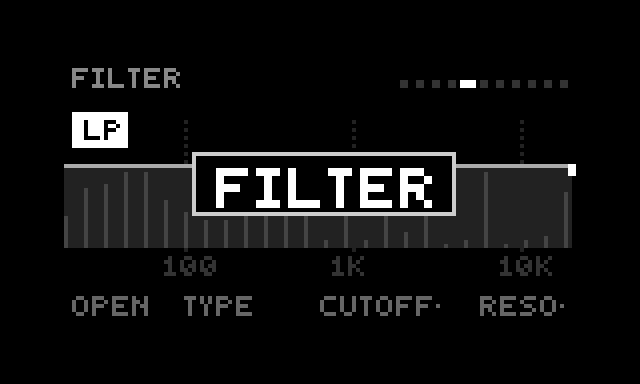 FILTER
LP
FILTER
100 1K 10K
OPEN TYPE CUTOFF· RESO·